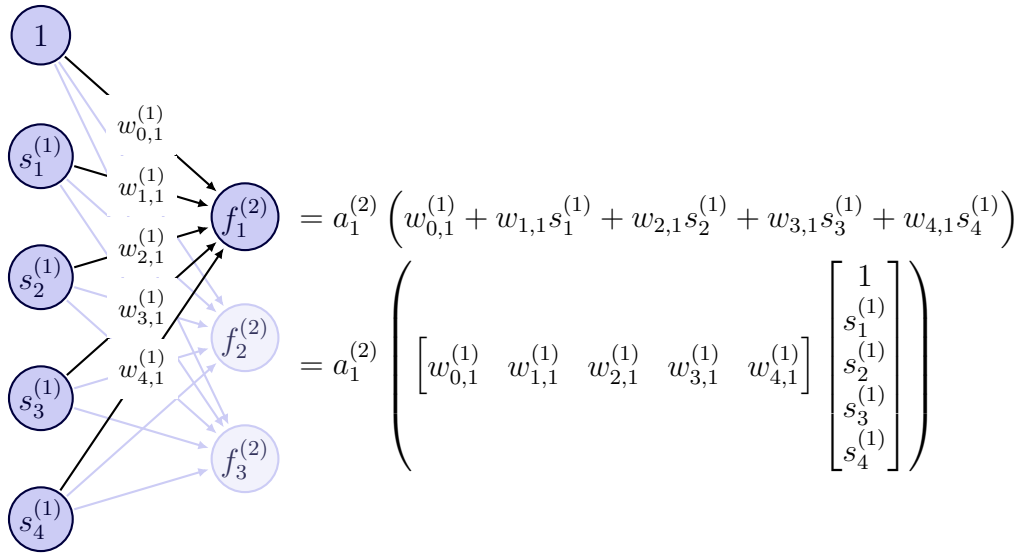 1
w_{0,1}^{(1)}
s_1^{(1)}
w_{1,1}^{(1)}
f_1^{(2)} = a_1^{(2)} ( w_{0,1}^{(1)} + w_{1,1} s_1^{(1)} + w_{2,1} s_2^{(1)} + w_{3,1} s_3^{(1)} + w_{4,1} s_4^{(1)} )
w_{2,1}^{(1)}
s_2^{(1)}
w_{3,1}^{(1)}
f_2^{(2)}
w_{4,1}^{(1)}
= a_1^{(2)} ( [ w_{0,1}^{(1)} w_{1,1}^{(1)} w_{2,1}^{(1)} w_{3,1}^{(1)} w_{4,1}^{(1)} ] [
1
s_1^{(1)}
s_2^{(1)}
s_3^{(1)}
s_4^{(1)}
] )
s_3^{(1)}
f_3^{(2)}
s_4^{(1)}